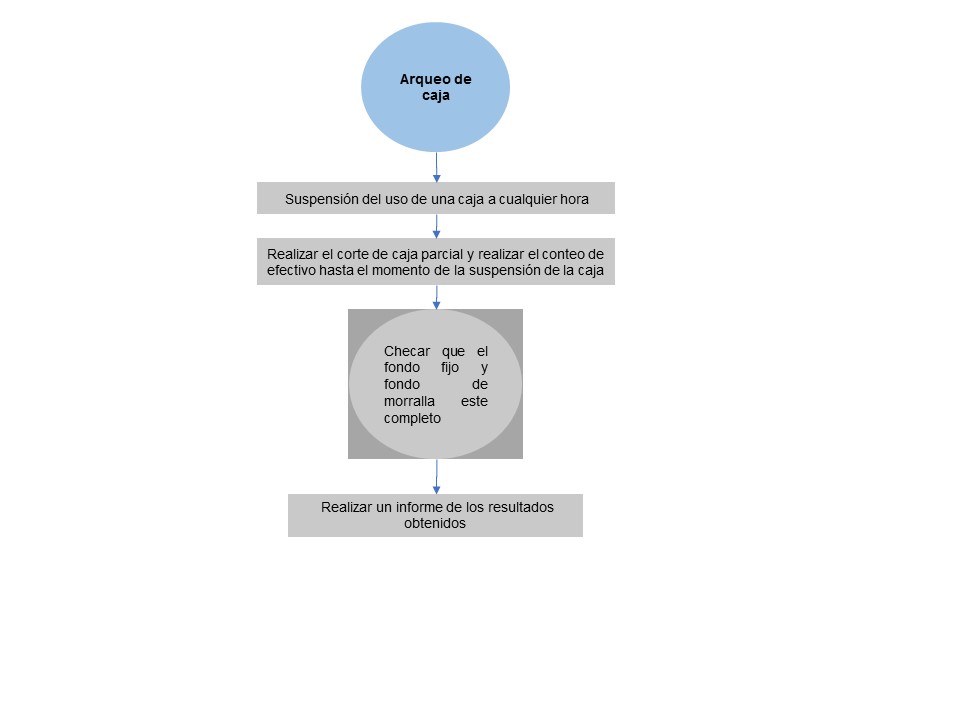 Arqueo de
caja
Suspensión del uso de una caja a cualquier hora
Realizar el corte de caja parcial y realizar el conteo de
efectivo hasta el momento de la suspensión de la caja
Checar que el
fondo fijo y
fondo de
morralla este
completo
Realizar un informe de los resultados
obtenidos